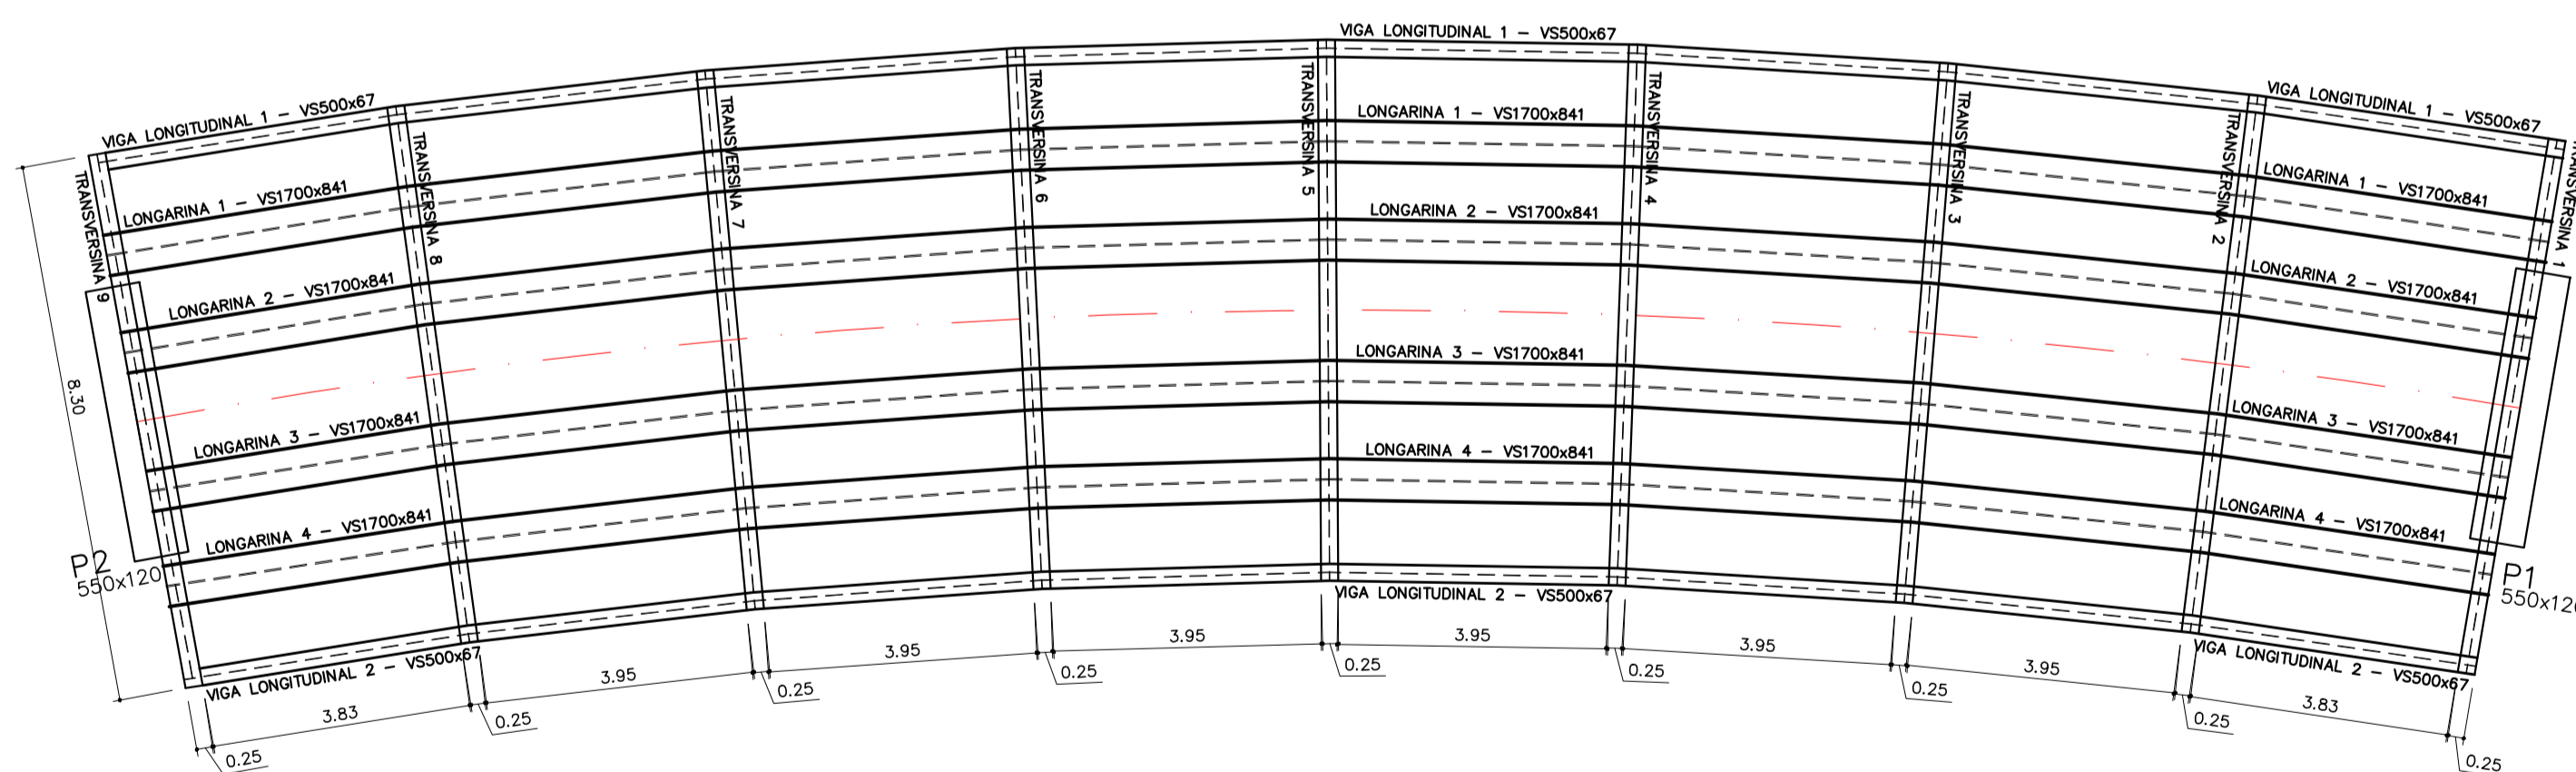 VIGA LONGITUDINAL 1 - VS500x67
VIGA LONGITUDINAL 1 - VS500x67
VIGA LONGITUDINAL 1 - VS500x67
TRANSVERSINA 9
TRANSVERSINA 8
TRANSVERSINA 7
TRANSVERSINA 6
TRANSVERSINA 5
TRANSVERSINA 4
TRANSVERSINA 3
TRANSVERSINA 2
TRANSVERSINA 1
LONGARINA 1 - VS1700x841
LONGARINA 1 - VS1700x841
LONGARINA 1 - VS1700x841
LONGARINA 2 - VS1700x841
LONGARINA 2 - VS1700x841
LONGARINA 2 - VS1700x841
8.30
LONGARINA 3 - VS1700x841
LONGARINA 3 - VS1700x841
LONGARINA 3 - VS1700x841
LONGARINA 4 - VS1700x841
LONGARINA 4 - VS1700x841
LONGARINA 4 - VS1700x841
P2
550x120
P1
550x120
VIGA LONGITUDINAL 2 - VS500x67
VIGA LONGITUDINAL 2 - VS500x67
VIGA LONGITUDINAL 2 - VS500x67
0.25
3.83
0.25
3.95
0.25
3.95
0.25
3.95
0.25
3.95
0.25
3.95
0.25
3.95
0.25
3.83
0.25